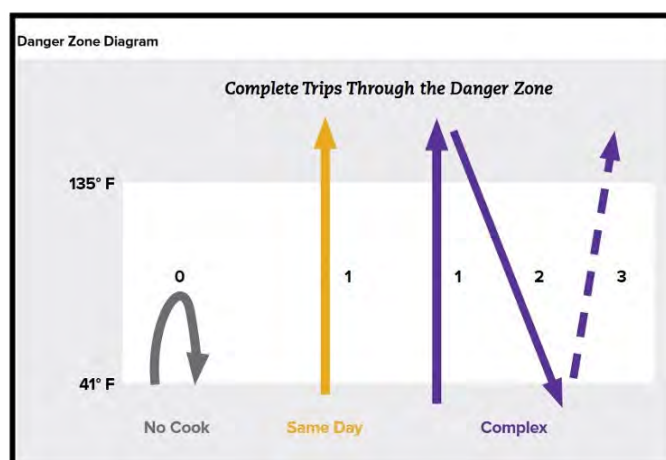 Danger Zone Diagram
Complete Trips Through the Danger Zone
135° F
0 1 1 2 3
41° F
No Cook Same Day Complex